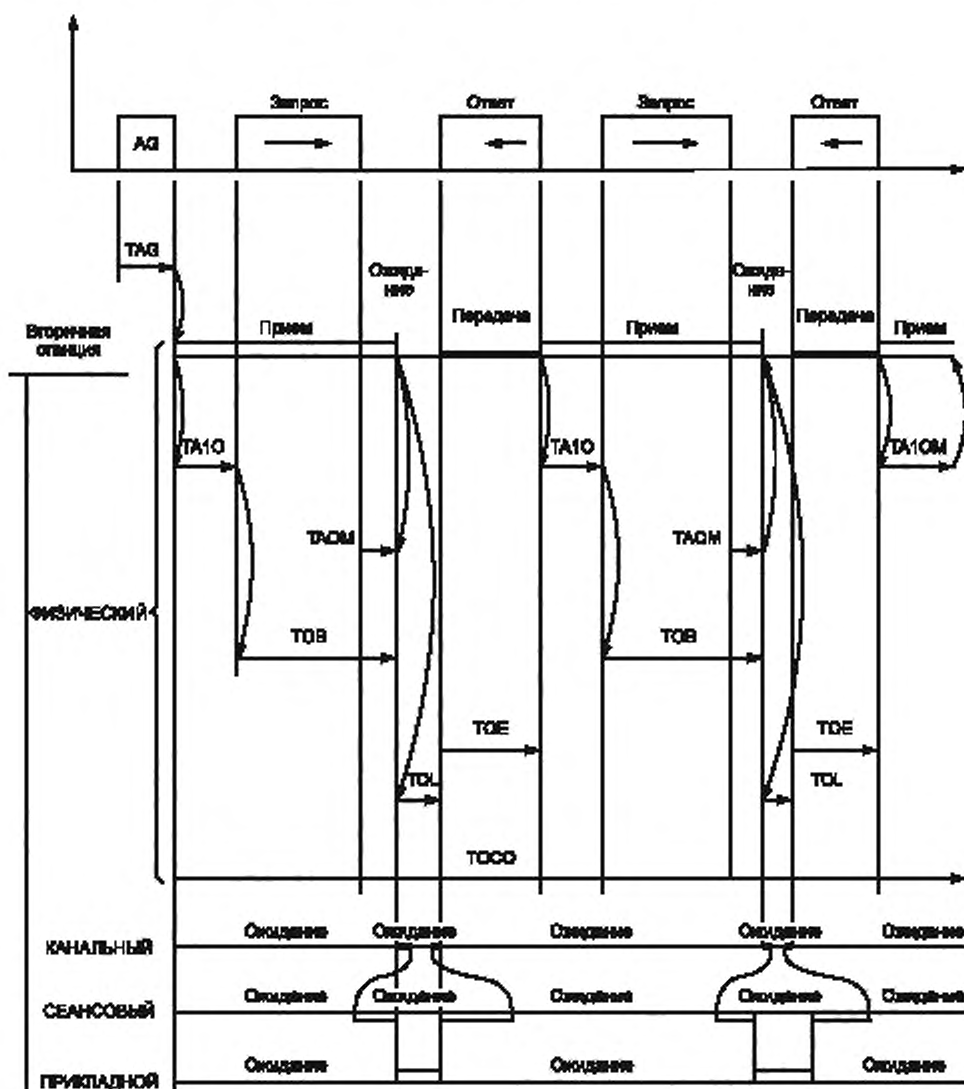 Запрос Ответ Запрос Ответ
AG
TAG
Ожида-
ние
Ожида-
ние
Вторичная
станция
Прием Передача Прием Передача Прием
TA1O TA1O TA1OM
TAOM TAOM
ФИЗИЧЕСКИЙ
TOB TOB
TOE TOE
TOL TOL
TOCO
КАНАЛЬНЫЙ Ожидание Ожидание Ожидание Ожидание Ожидание
СЕАНСОВЫЙ Ожидание Ожидание Ожидание Ожидание Ожидание
ПРИКЛАДНОЙ Ожидание Ожидание Ожидание